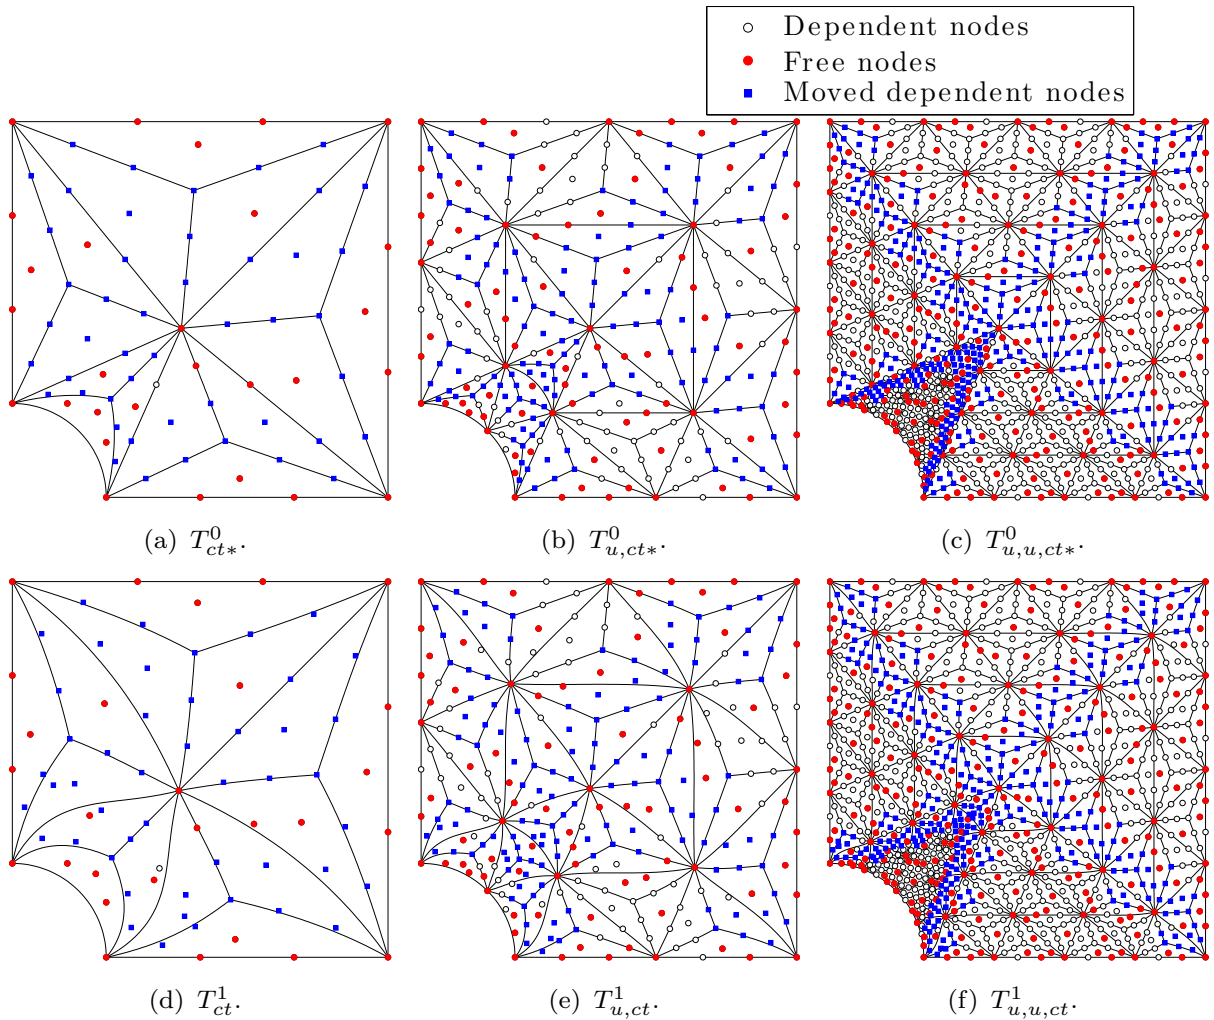 Dependent nodes
Free nodes
Moved dependent nodes
(a) $T^0_{ct*}$.
(b) $T^0_{u,ct*}$.
(c) $T^0_{u,u,ct*}$.
(d) $T^1_{ct}$.
(e) $T^1_{u,ct}$.
(f) $T^1_{u,u,ct}$.